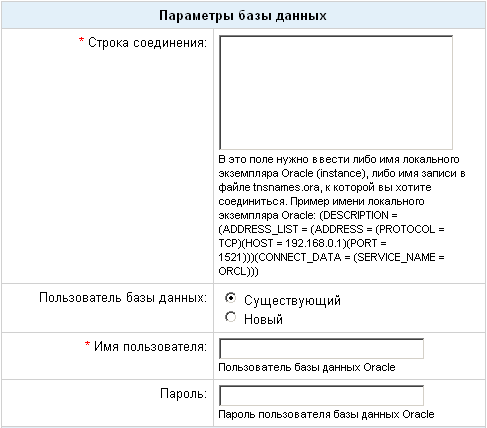 Параметры базы данных
* Строка соединения:
В это поле нужно ввести либо имя локального
экземпляра Oracle (instance), либо имя записи в
файле tnsnames.ora, к которой вы хотите
соединиться. Пример имени локального
экземпляра Oracle: (DESCRIPTION =
(ADDRESS_LIST = (ADDRESS = (PROTOCOL =
TCP)(HOST = 192.168.0.1)(PORT =
1521)))(CONNECT_DATA = (SERVICE_NAME =
ORCL)))
Пользователь базы данных:
Существующий
Новый
* Имя пользователя:
Пользователь базы данных Oracle
Пароль:
Пароль пользователя базы данных Oracle